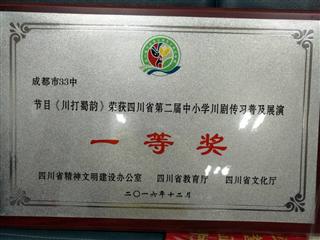 成都市33中
节目《川打蜀韵》荣获四川省第二届中小学川剧传习普及展演
一等奖
四川省精神文明建设办公室 四川省教育厅 四川省文化厅
二〇一六年十二月